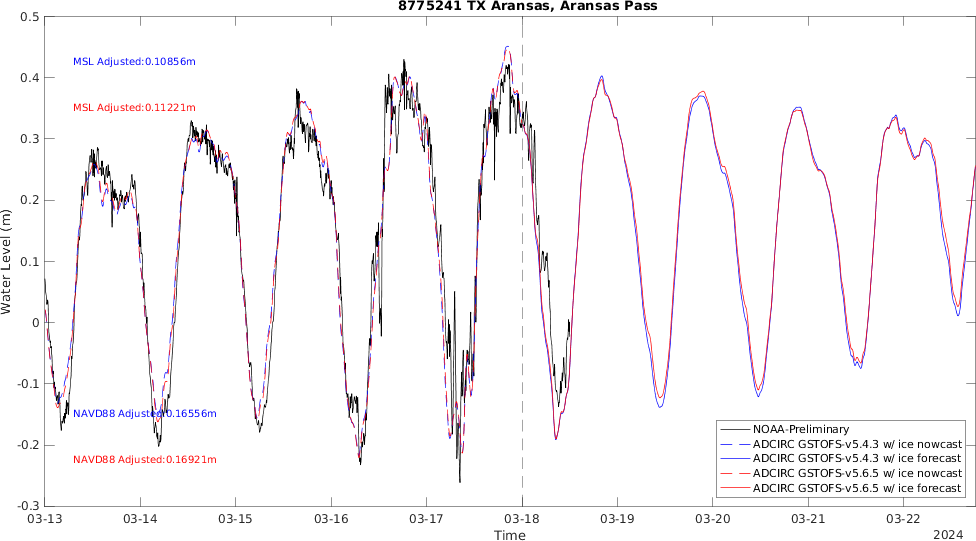 8775241 TX Aransas, Aransas Pass
0.5
0.4
0.3
0.2
0.1
0
-0.1
-0.2
-0.3
Water Level (m)
MSL Adjusted:0.10856m
MSL Adjusted:0.11221m
NAVD88 Adjusted:0.16556m
NAVD88 Adjusted:0.16921m
NOAA-Preliminary
ADCIRC GSTOFS-v5.4.3 w/ ice nowcast
ADCIRC GSTOFS-v5.4.3 w/ ice forecast
ADCIRC GSTOFS-v5.6.5 w/ ice nowcast
ADCIRC GSTOFS-v5.6.5 w/ ice forecast
03-13 03-14 03-15 03-16 03-17 03-18 03-19 03-20 03-21 03-22
Time
2024